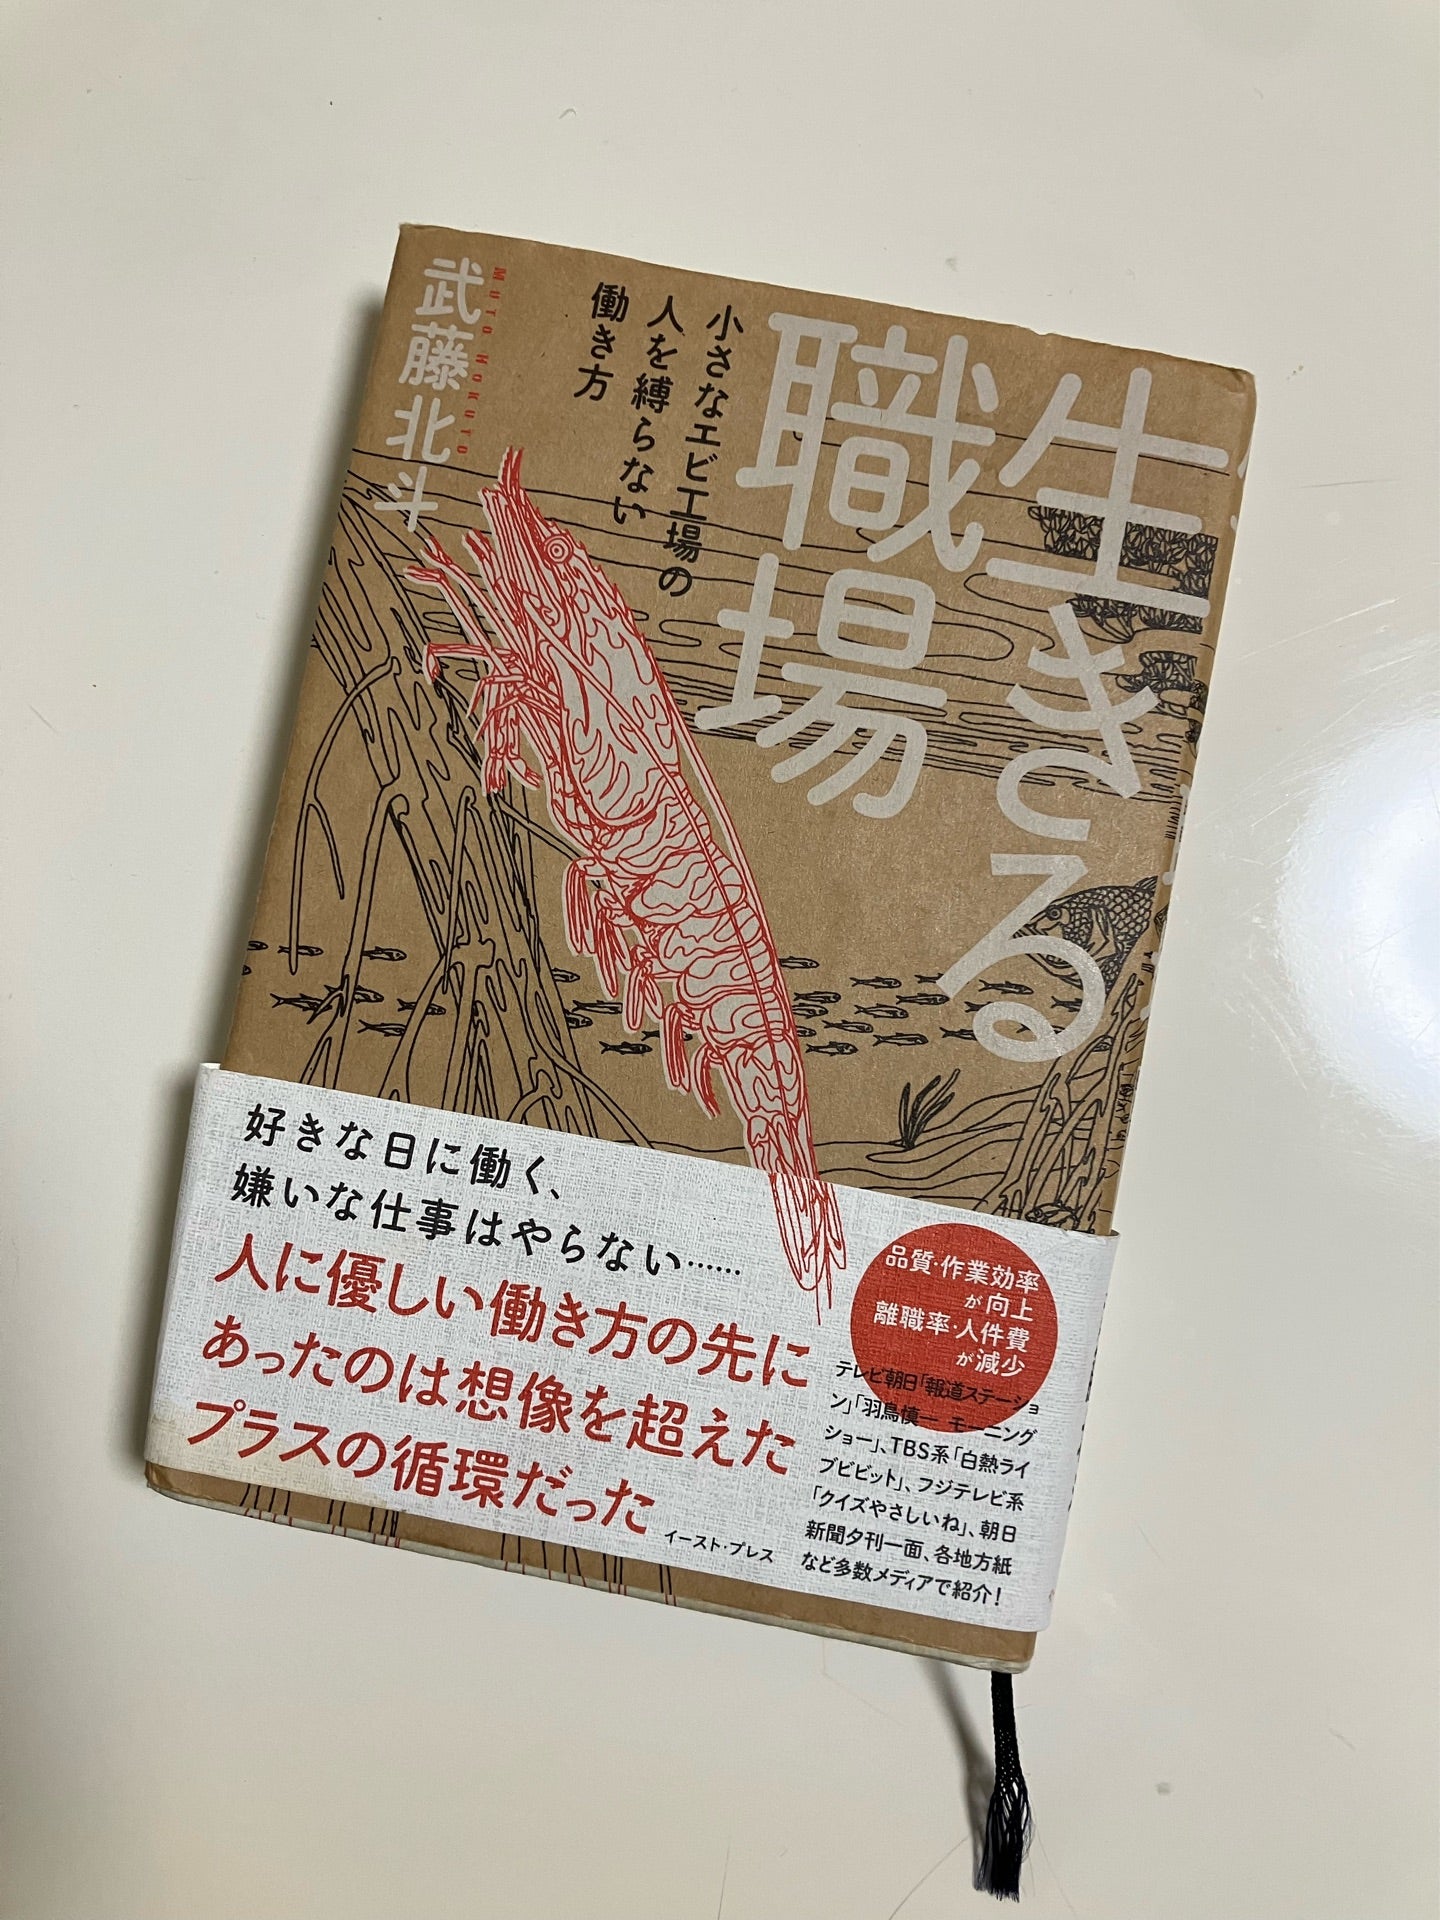 生きる
職場
小さなエビ工場の
人を縛らない
働き方
武藤北斗
MUTO HOKUTO
好きな日に働く、
嫌いな仕事はやらない……
人に優しい働き方の先に
あったのは想像を超えた
プラスの循環だった
イースト・プレス
品質・作業効率
が向上
離職率・人件費
が減少
テレビ朝日「報道ステーショ
ン」「羽鳥慎一 モーニング
ショー」、TBS系「白熱ライ
ブビビット」、フジテレビ系
「クイズやさしいね」、朝日
新聞夕刊一面、各地方紙
など多数メディアで紹介！